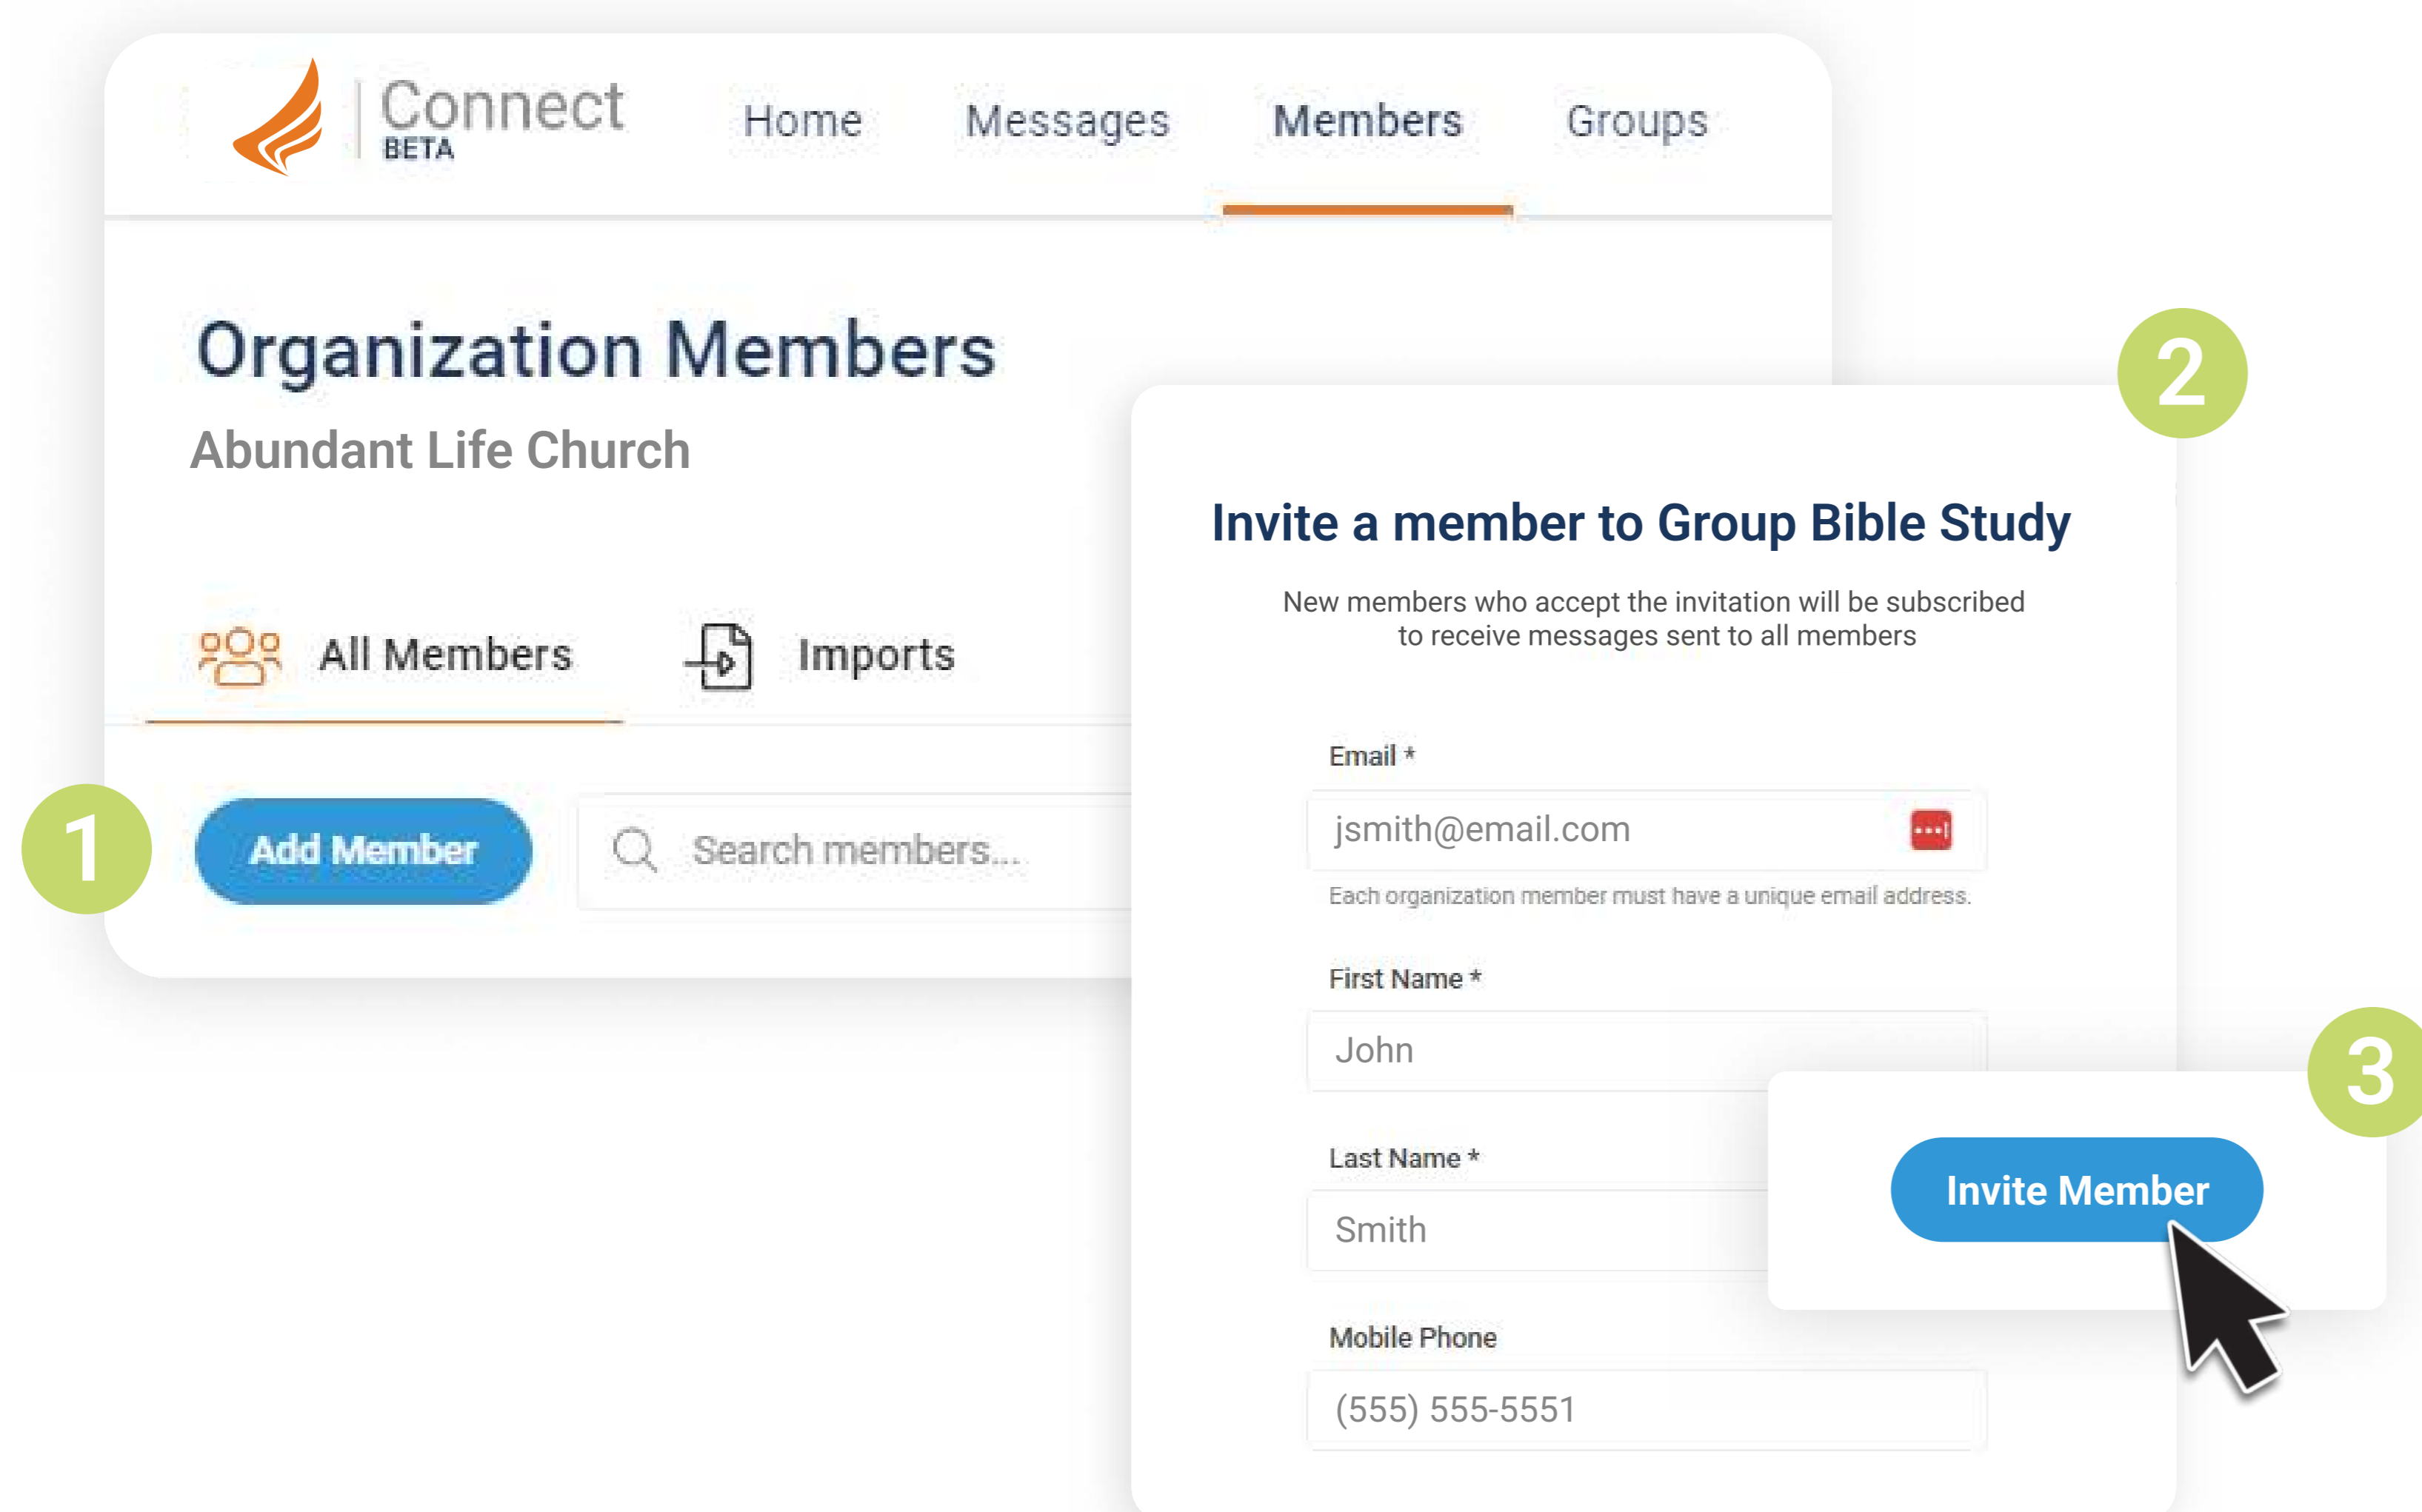 Connect
BETA
Home Messages Members Groups
Organization Members
Abundant Life Church
All Members Imports
1
Add Member Search members...
2
Invite a member to Group Bible Study
New members who accept the invitation will be subscribed
to receive messages sent to all members
Email *
jsmith@email.com
Each organization member must have a unique email address.
First Name *
John
Last Name *
Smith
Mobile Phone
(555) 555-5551
3
Invite Member